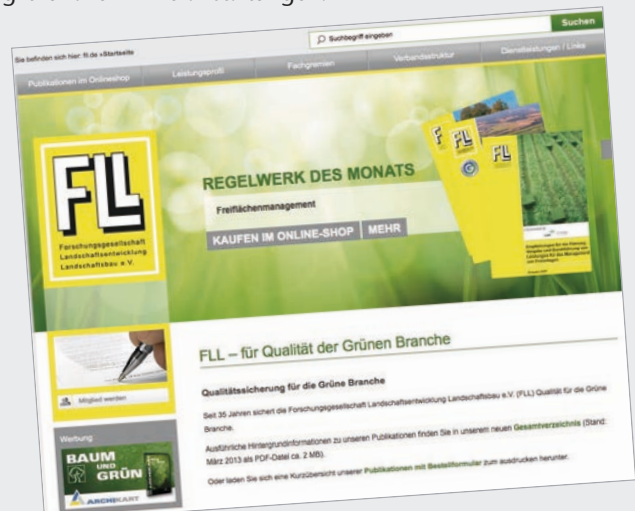 Sie befinden sich hier: fll.de »Startseite
Suchbegriff eingeben
Suchen
Publikationen im Onlineshop
Leistungsprofil
Fachgremien
Verbandsstruktur
Dienstleistungen / Links
FLL
Forschungsgesellschaft
Landschaftsentwicklung
Landschaftsbau e.V.
REGELWERK DES MONATS
Freiflächenmanagement
KAUFEN IM ONLINE-SHOP
MEHR
FLL
FLL
Mitglied werden
Werbung
BAUM
UND
GRÜN
ARCHIKART
FLL – für Qualität der Grünen Branche
Qualitätssicherung für die Grüne Branche
Seit 35 Jahren sichert die Forschungsgesellschaft Landschaftsentwicklung Landschaftsbau e.V. (FLL) Qualität für die Grüne
Branche.
Ausführliche Hintergrundinformationen zu unseren Publikationen finden Sie in unserem neuen Gesamtverzeichnis (Stand:
März 2013 als PDF-Datei ca. 2 MB).
Oder laden Sie sich eine Kurzübersicht unserer Publikationen mit Bestellformular zum ausdrucken herunter.